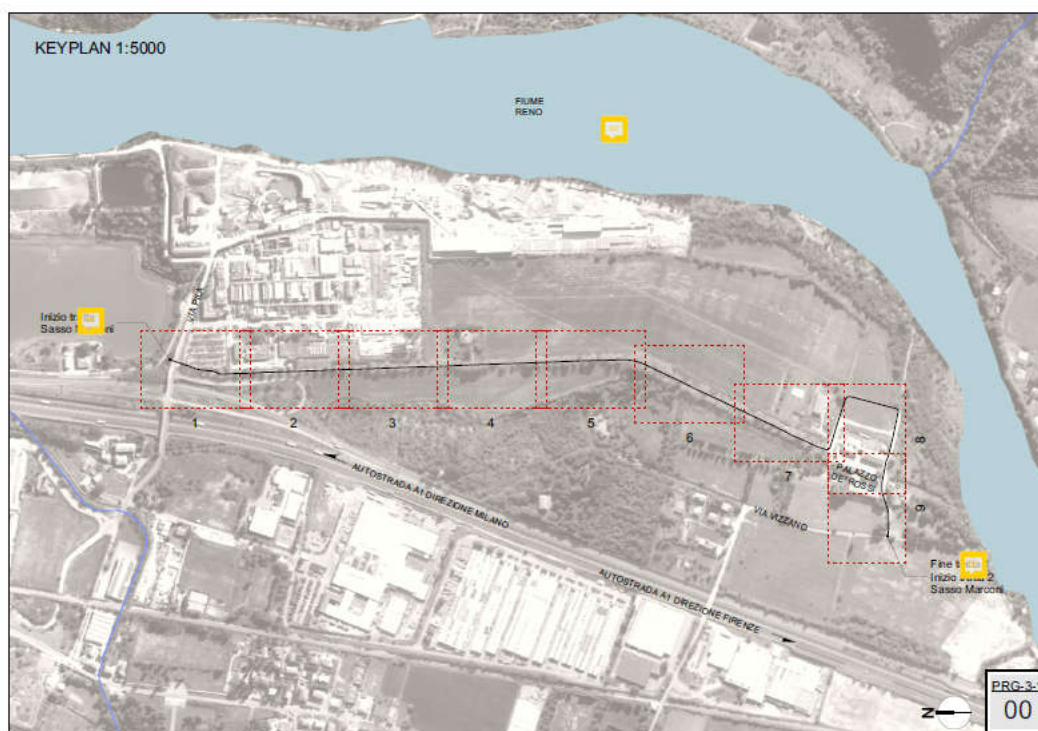 KEYPLAN 1:5000
FIUME
RENO
VIA PILA
Inizio
Sasso
1
2
3
4
5
6
7
8
9
PALAZZO
DE' ROSSI
VIA VIZZANO
AUTOSTRADA A1 DIREZIONE MILANO
AUTOSTRADA A1 DIREZIONE FIRENZE
Fine
Inizio 2
Sasso Marconi
N
PRG-3-
00